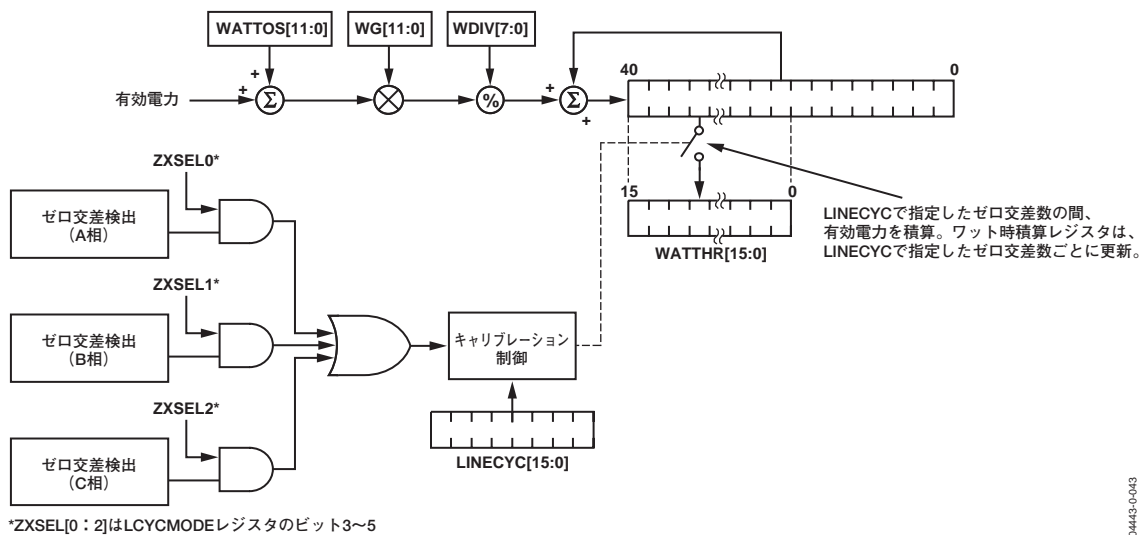 WATTOS[11:0]
WG[11:0]
WDIV[7:0]
+
+
+
+
40
0
有効電力
Σ
%
Σ
+
+
ZXSEL0*
ゼロ交差検出
(A相)
15
0
WATTHR[15:0]
LINECYCで指定したゼロ交差数の間、
有効電力を積算。ワット時積算レジスタは、
LINECYCで指定したゼロ交差数ごとに更新。
ZXSEL1*
ゼロ交差検出
(B相)
キャリブレーション
制御
ZXSEL2*
ゼロ交差検出
(C相)
LINECYC[15:0]
*ZXSEL[0：2]はLCYCMODEレジスタのビット3〜5
04443-0-043